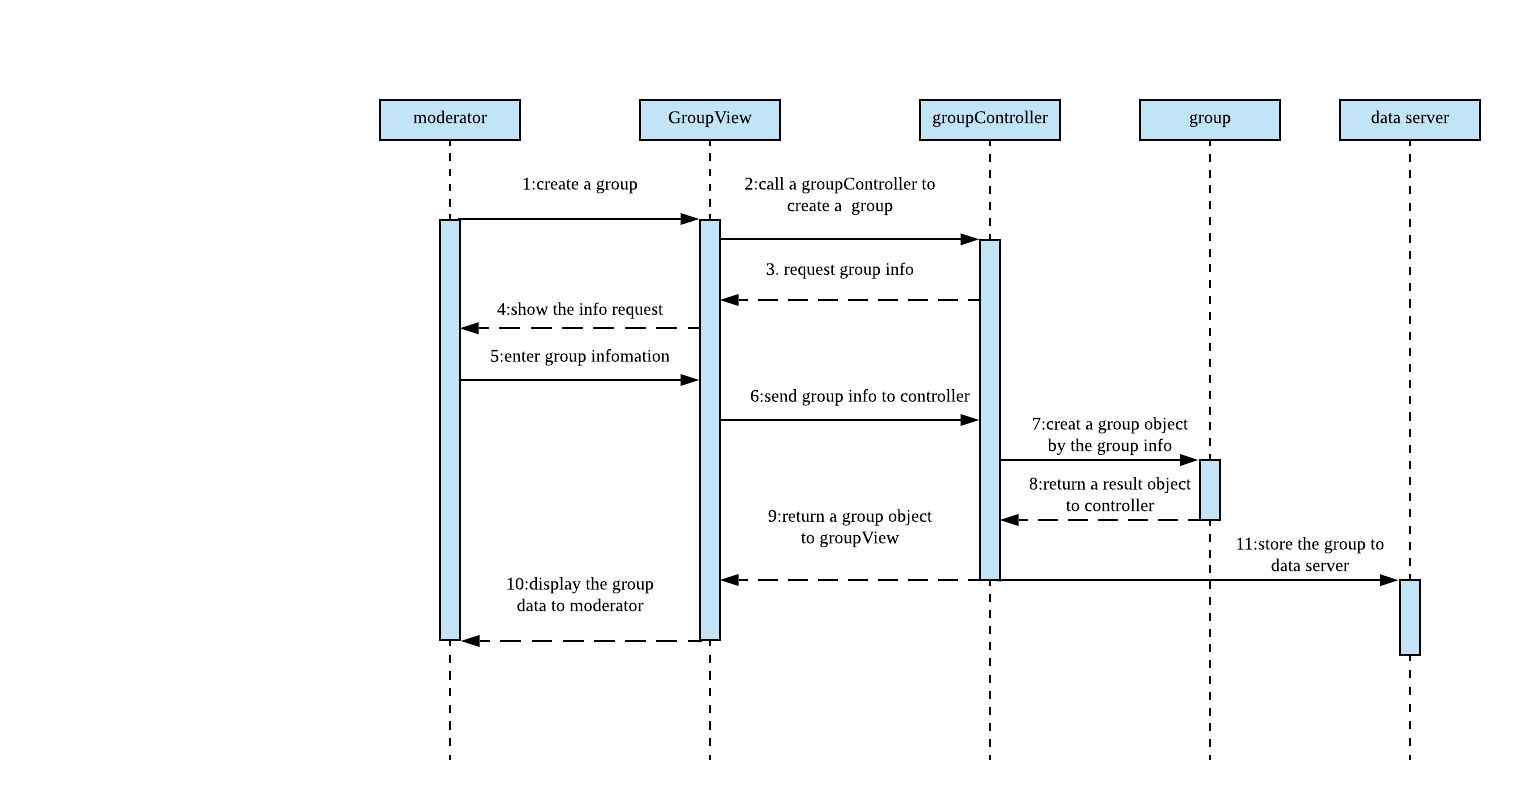 moderator
GroupView
groupController
group
data server
1:create a group
2:call a groupController to
create a  group
3. request group info
4:show the info request
5:enter group infomation
6:send group info to controller
7:creat a group object
by the group info
8:return a result object
to controller
9:return a group object
to groupView
11:store the group to
data server
10:display the group
data to moderator